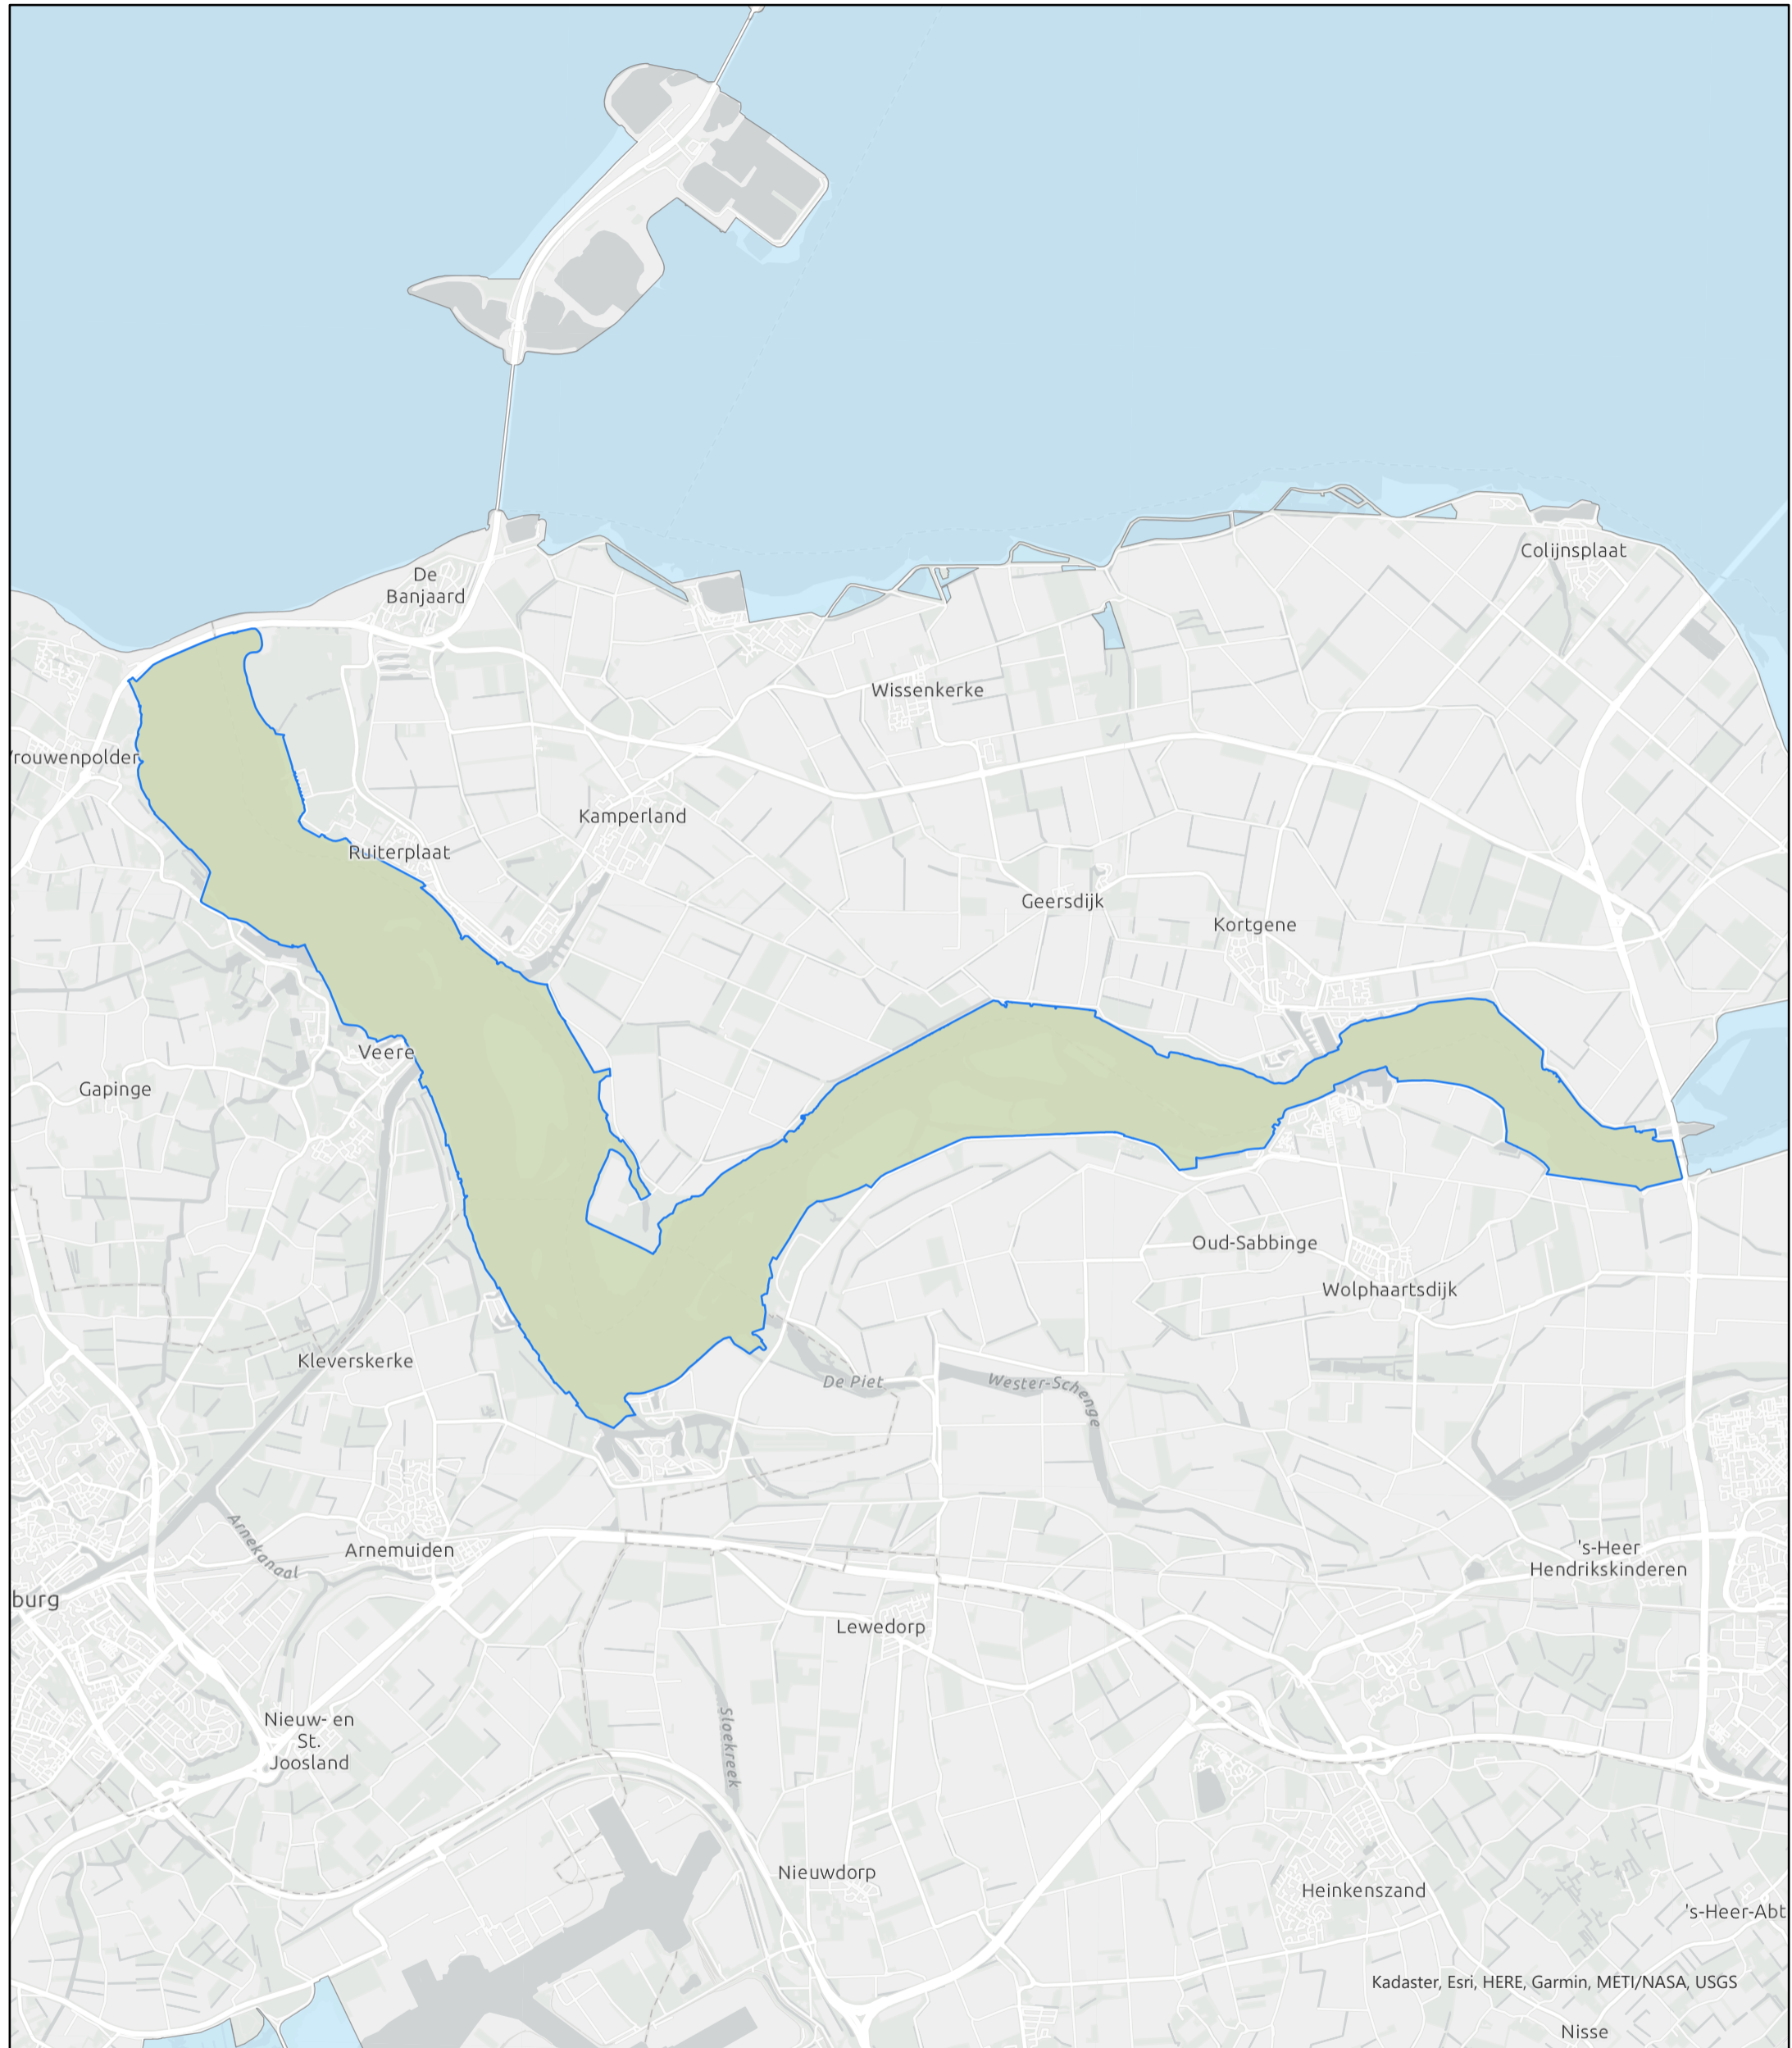 De
Banjaard
Colijnsplaat
Wissenkerke
Vrouwenpolder
Kamperland
Ruiterplaat
Geersdijk
Kortgene
Veere
Gapinge
Oud-Sabbinge
Wolphaartsdijk
Kleverskerke
De Piet
Wester-Schenge
Arnekanaal
Arnemuiden
's-Heer
Hendrikskinderen
burg
Lewedorp
Nieuw- en
St.
Joosland
Sloekreek
Nieuwdorp
Heinkenszand
's-Heer-Abt
Kadaster, Esri, HERE, Garmin, METI/NASA, USGS
Nisse